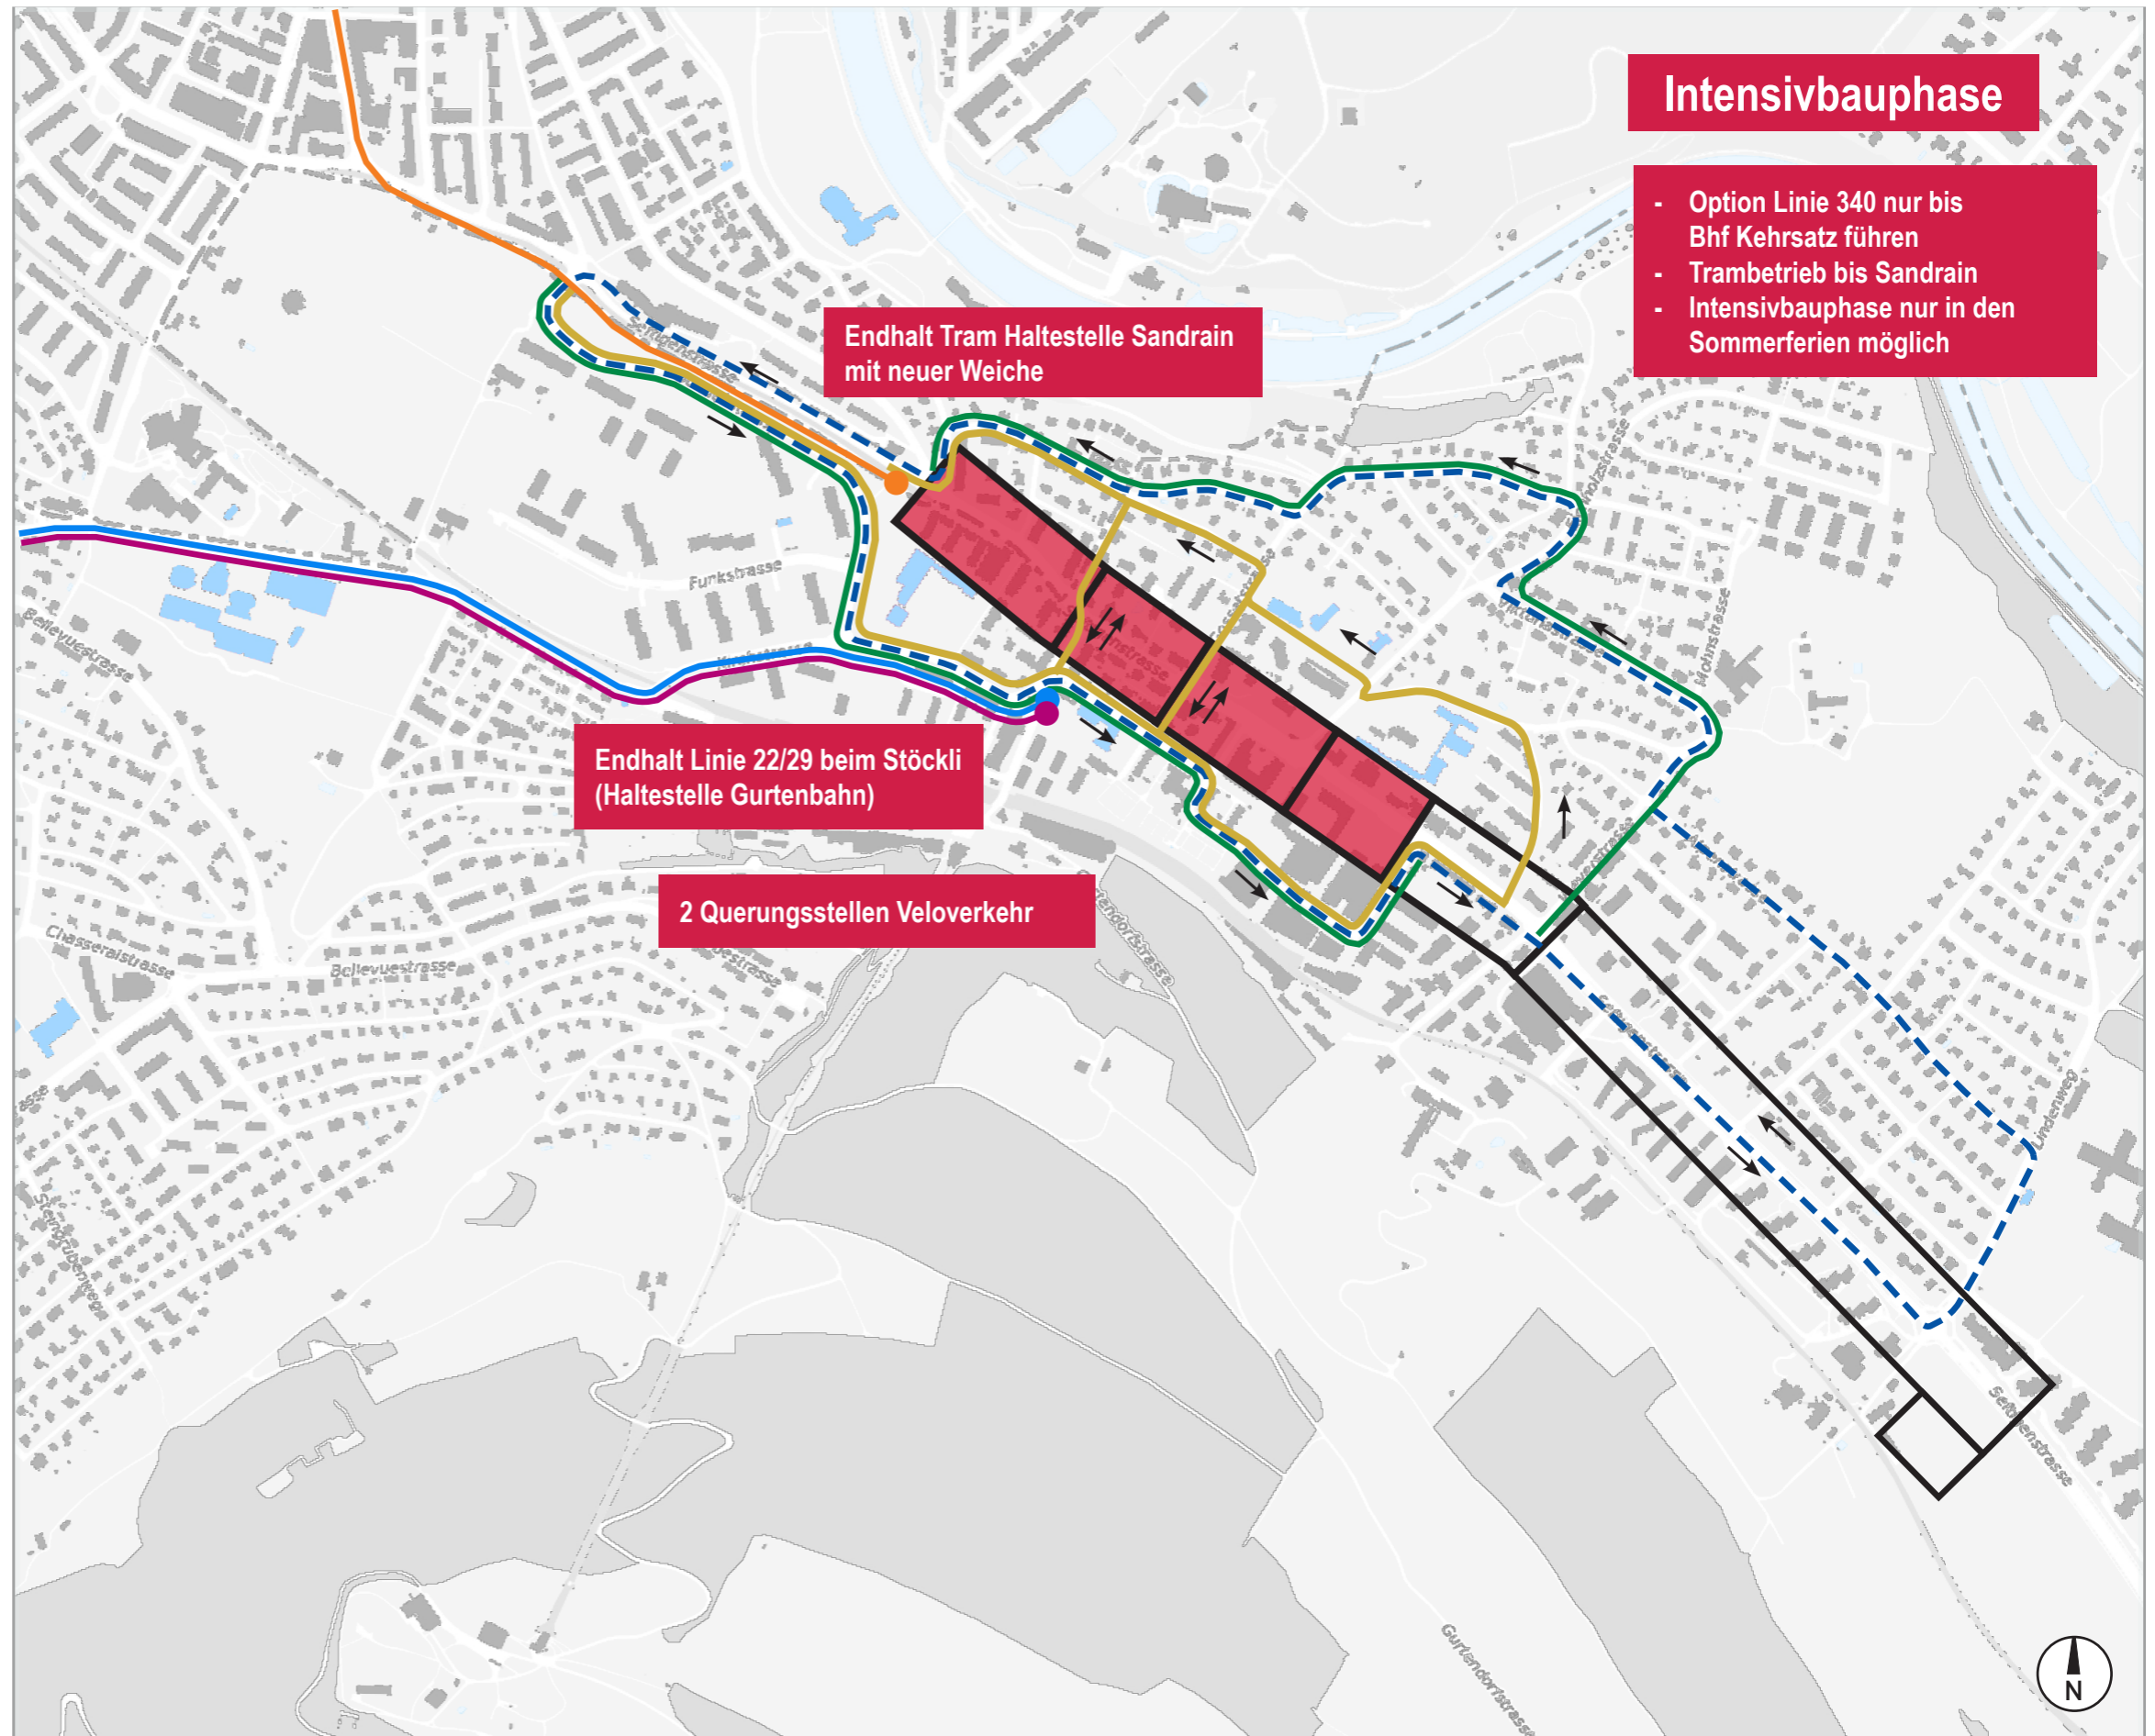 Intensivbauphase
- Option Linie 340 nur bis
Bhf Kehrsatz führen
- Trambetrieb bis Sandrain
- Intensivbauphase nur in den
Sommerferien möglich
Endhalt Tram Haltestelle Sandrain
mit neuer Weiche
Funkstrasse
Bellevuestrasse
Endhalt Linie 22/29 beim Stöckli
(Haltestelle Gurtenbahn)
2 Querungsstellen Veloverkehr
Chasseralstrasse
Bellevuestrasse
Lindenweg
Steingrubenweg
Seftigenstrasse
Gurtendorfstrasse
N